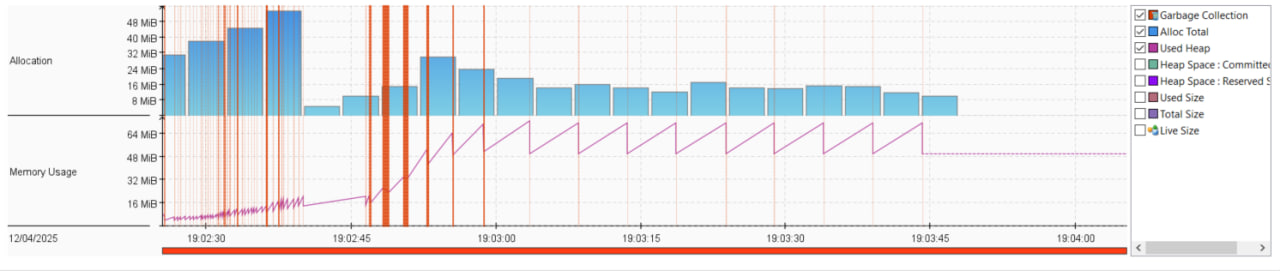 Allocation
48 MiB
40 MiB
32 MiB
24 MiB
16 MiB
8 MiB
Memory Usage
64 MiB
48 MiB
32 MiB
16 MiB
12/04/2025
19:02:30
19:02:45
19:03:00
19:03:15
19:03:30
19:03:45
19:04:00
Garbage Collection
Alloc Total
Used Heap
Heap Space : Committed
Heap Space : Reserved S
Used Size
Total Size
Live Size